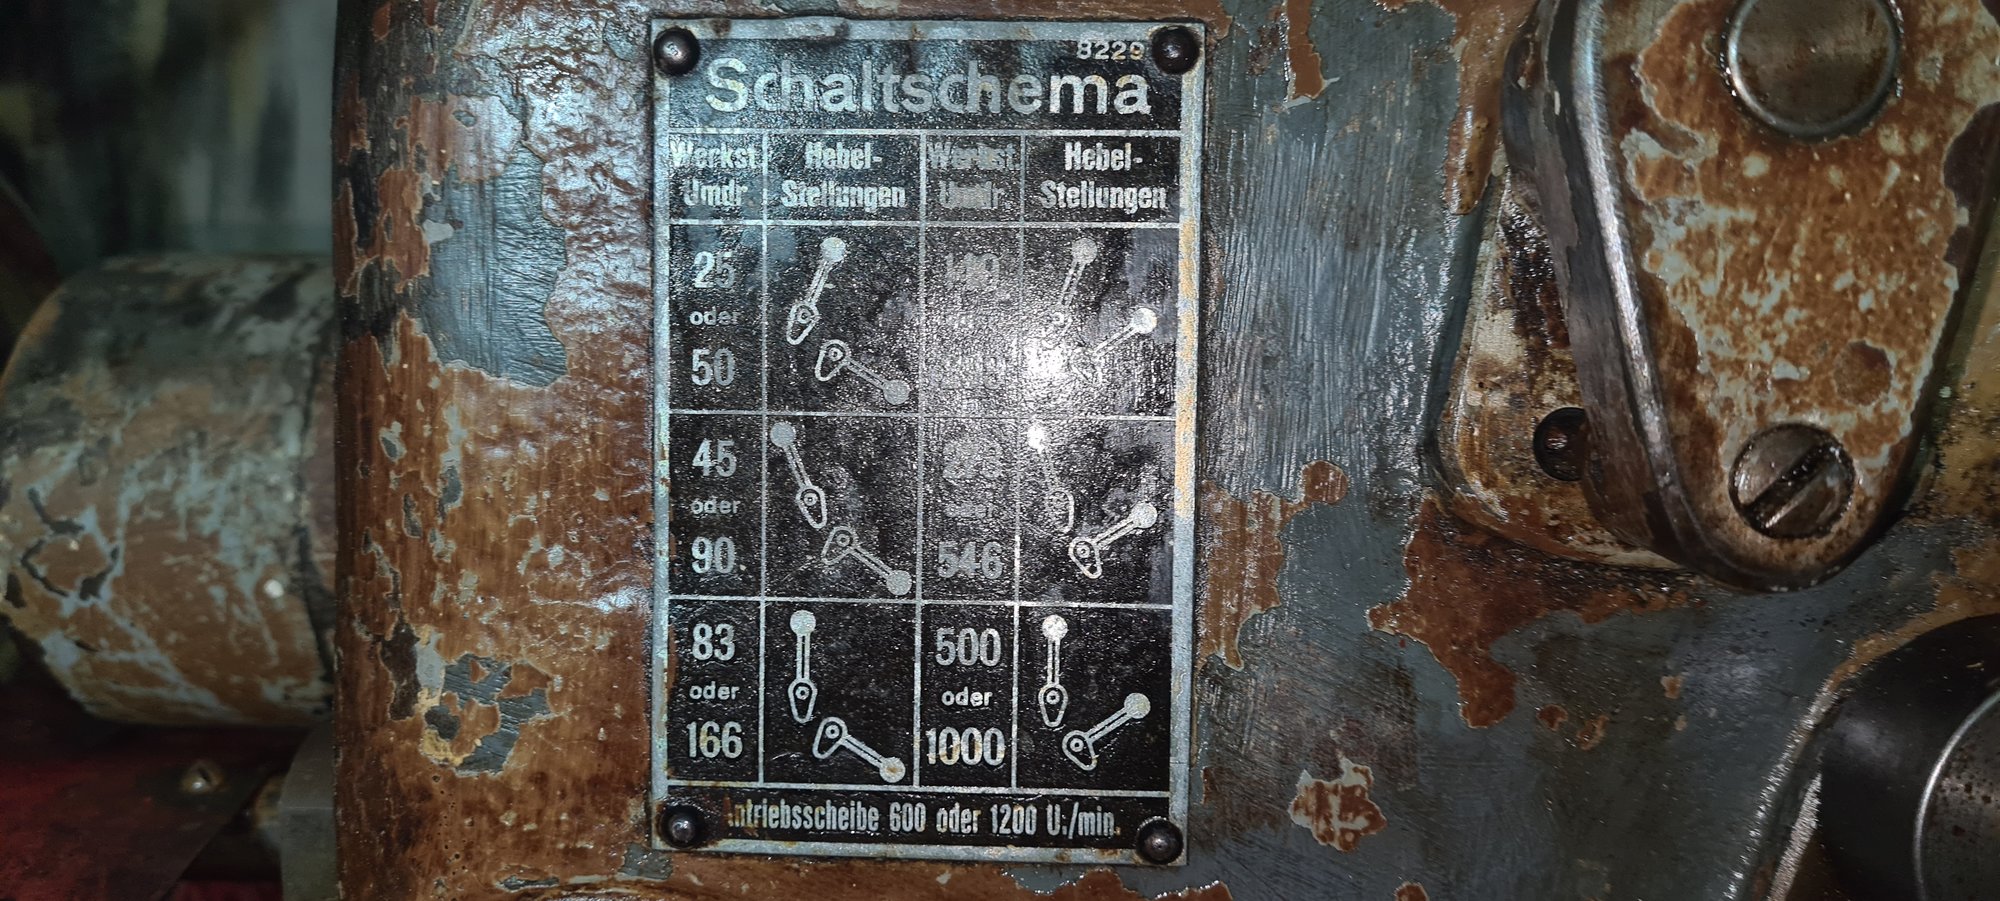 8229
Schaltschema
Werkst. Hebel- Werkst. Hebel-
Umdr. Stellungen Umdr. Stellungen
25
oder
50
45
oder
90
546
83 500
oder oder
166 1000
Antriebsscheibe 600 oder 1200 U./min.